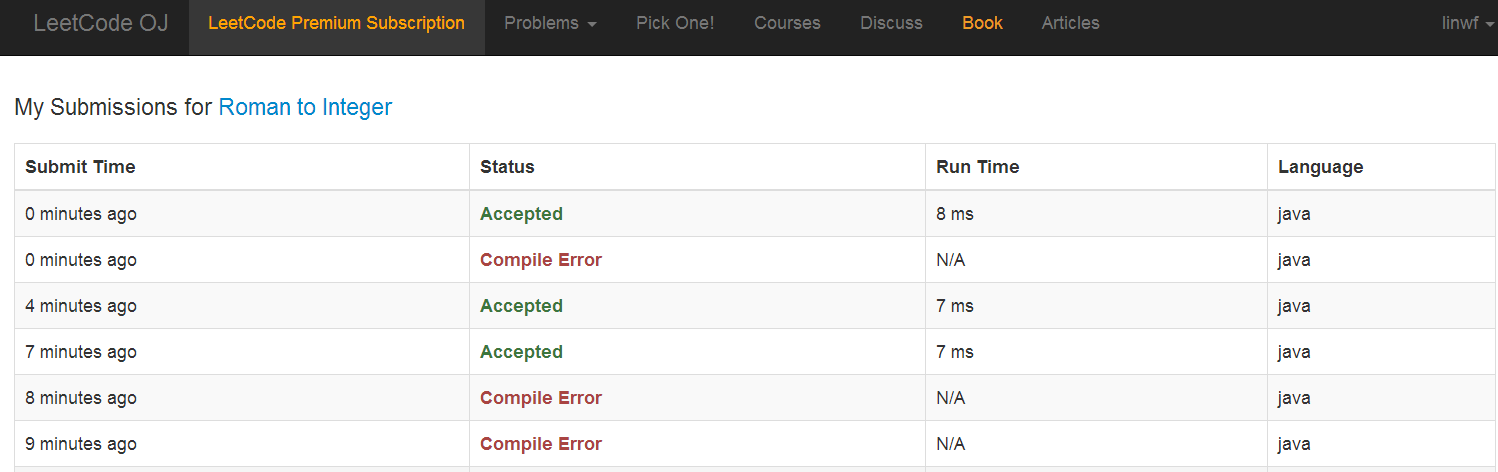 LeetCode OJ LeetCode Premium Subscription Problems Pick One! Courses Discuss Book Articles linwf
My Submissions for Roman to Integer
Submit Time Status Run Time Language
0 minutes ago Accepted 8 ms java
0 minutes ago Compile Error N/A java
4 minutes ago Accepted 7 ms java
7 minutes ago Accepted 7 ms java
8 minutes ago Compile Error N/A java
9 minutes ago Compile Error N/A java